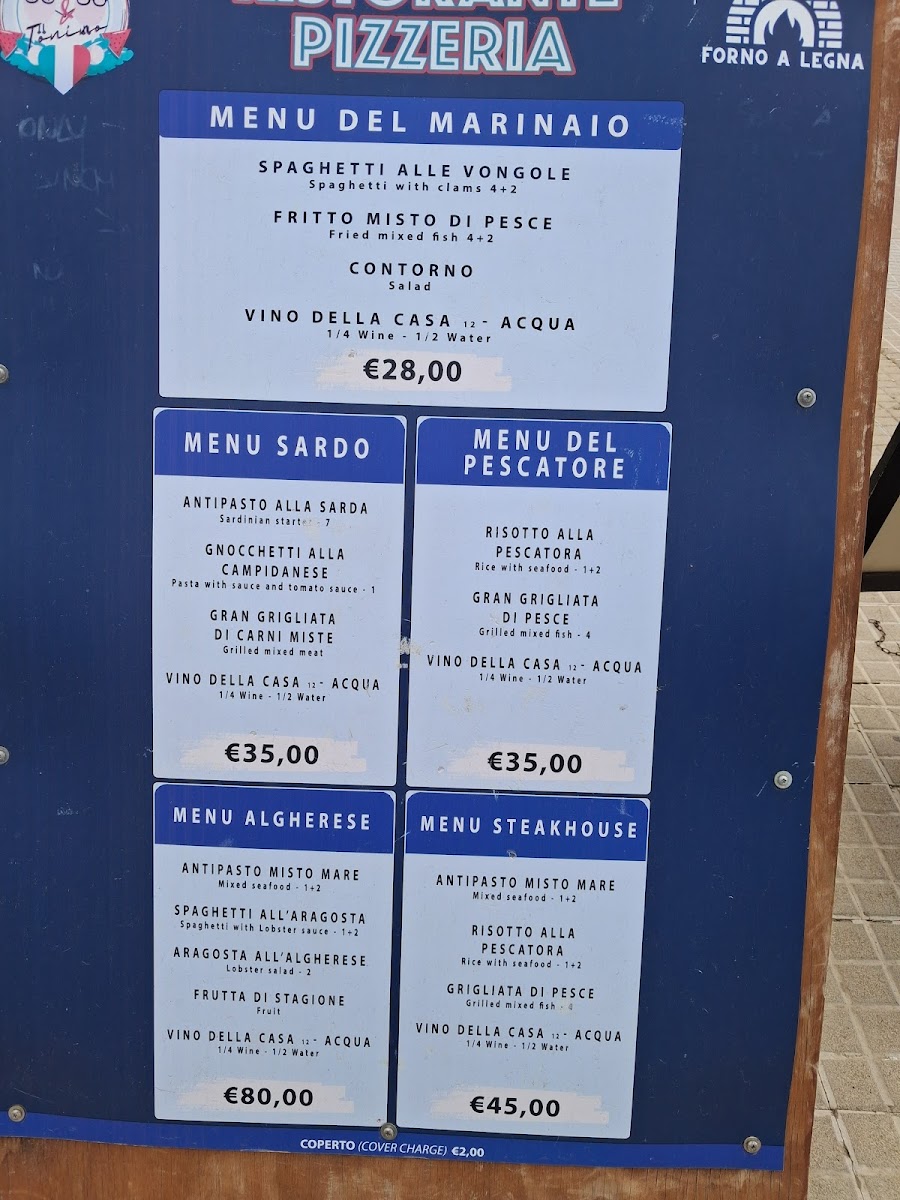 Tonino
RISTORANTE
PIZZERIA
FORNO A LEGNA
MENU DEL MARINAIO
SPAGHETTI ALLE VONGOLE
Spaghetti with clams 4+2
FRITTO MISTO DI PESCE
Fried mixed fish 4+2
CONTORNO
Salad
VINO DELLA CASA 12 - ACQUA
1/4 Wine - 1/2 Water
€28,00
MENU SARDO
ANTIPASTO ALLA SARDA
Sardinian starter - 7
GNOCCHETTI ALLA
CAMPIDANESE
Pasta with sauce and tomato sauce - 1
GRAN GRIGLIATA
DI CARNI MISTE
Grilled mixed meat
VINO DELLA CASA 12 - ACQUA
1/4 Wine - 1/2 Water
€35,00
MENU DEL
PESCATORE
RISOTTO ALLA
PESCATORA
Rice with seafood - 1+2
GRAN GRIGLIATA
DI PESCE
Grilled mixed fish - 4
VINO DELLA CASA 12 - ACQUA
1/4 Wine - 1/2 Water
€35,00
MENU ALGHERESE
ANTIPASTO MISTO MARE
Mixed seafood - 1+2
SPAGHETTI ALL'ARAGOSTA
Spaghetti with Lobster sauce - 1+2
ARAGOSTA ALL'ALGHERESE
Lobster salad - 2
FRUTTA DI STAGIONE
Fruit
VINO DELLA CASA 12 - ACQUA
1/4 Wine - 1/2 Water
€80,00
MENU STEAKHOUSE
ANTIPASTO MISTO MARE
Mixed seafood - 1+2
RISOTTO ALLA
PESCATORA
Rice with seafood - 1+2
GRIGLIATA DI PESCE
Grilled mixed fish - 4
VINO DELLA CASA 12 - ACQUA
1/4 Wine - 1/2 Water
€45,00
COPERTO (COVER CHARGE) €2,00